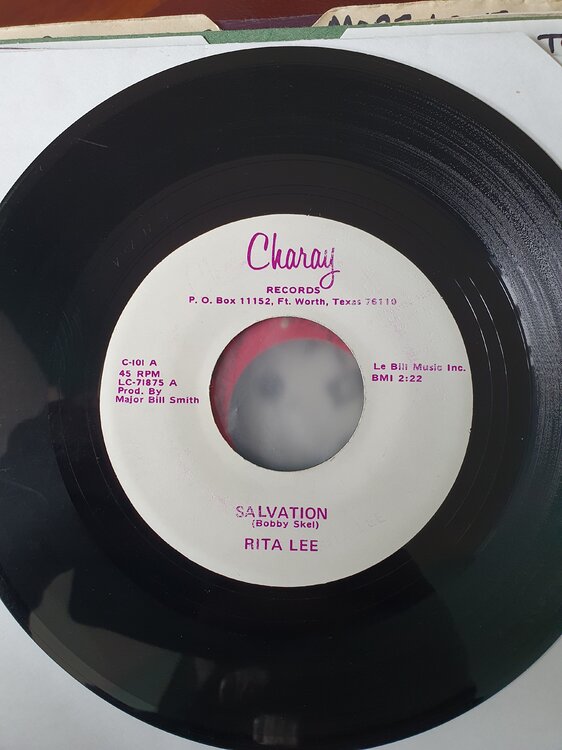 Charay
RECORDS
P. O. Box 11152, Ft. Worth, Texas 76110
C-101 A
45 RPM
LC-71875 A
Prod. By
Major Bill Smith
Le Bill Music Inc.
BMI 2:22
SALVATION
(Bobby Skel)
RITA LEE